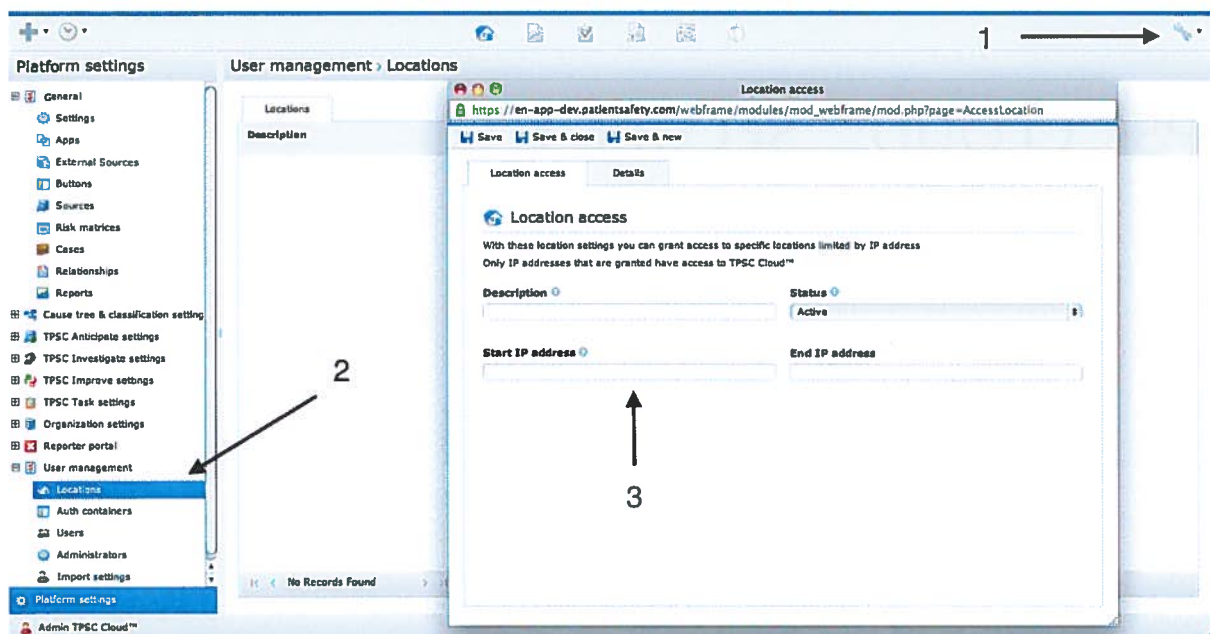 1
Platform settings
User management › Locations
General
Settings
Apps
External Sources
Buttons
Sources
Risk matrices
Cases
Relationships
Reports
Cause tree & classification setting
TPSC Anticipate settings
TPSC Investigate settings
TPSC Improve settings
TPSC Task settings
Organization settings
Reporter portal
User management
Locations
Auth containers
Users
Administrators
Import settings
Platform settings
Admin TPSC Cloud™
2
Locations
Description
No Records Found
Location access
https://en-app-dev.patientsafety.com/webframe/modules/mod_webframe/mod.php?page=AccessLocation
Save Save & close Save & new
Location access Details
Location access
With these location settings you can grant access to specific locations limited by IP address
Only IP addresses that are granted have access to TPSC Cloud™
Description Status
Active
Start IP address End IP address
3